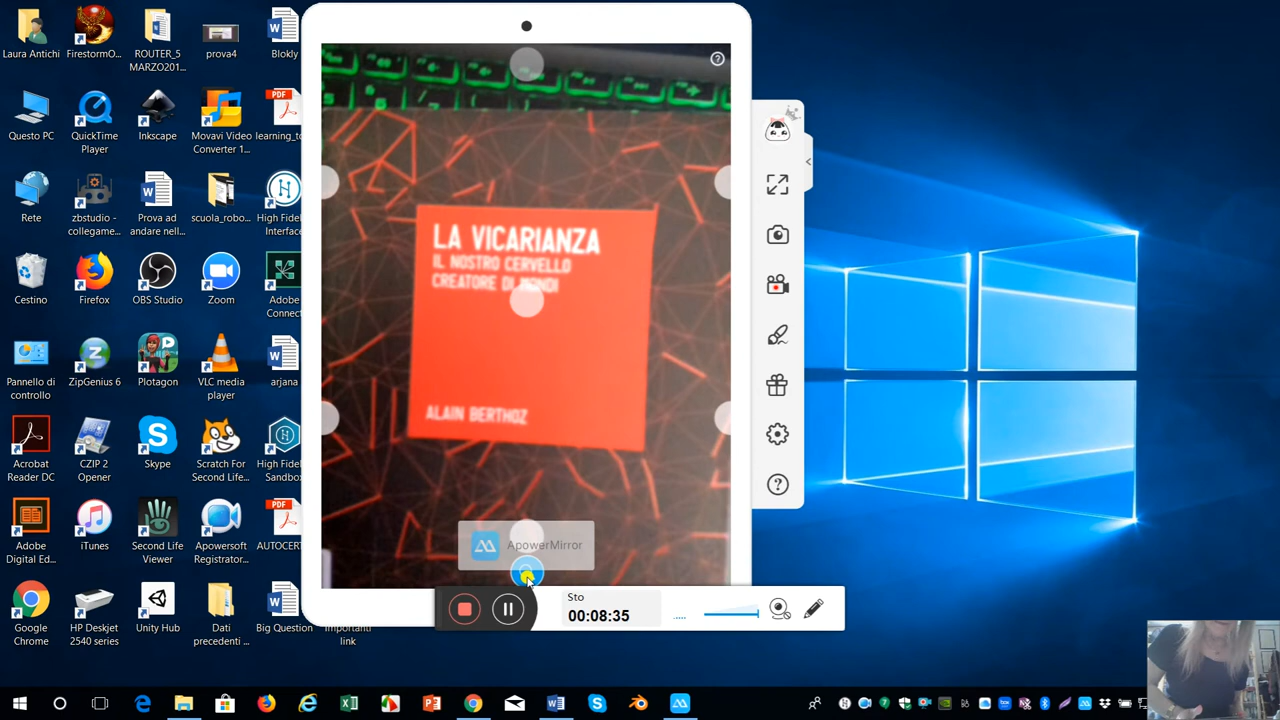 Laura Antichi
FirestormO...
ROUTER_5
MARZO201...
prova4
Blokly
Questo PC
QuickTime
Player
Inkscape
Movavi Video
Converter 1...
PDF
learning_to
Rete
zbstudio -
collegame...
Prova ad
andare nell...
scuola_robo...
High Fidel
Interface
Cestino
Firefox
OBS Studio
Zoom
Adobe
Connect
Pannello di
controllo
ZipGenius 6
Plotagon
VLC media
player
arjana
Acrobat
Reader DC
CZIP 2
Opener
Skype
Scratch For
Second Life...
High Fidel
Sandbox
Adobe
Digital Ed...
iTunes
Second Life
Viewer
Apowersoft
Registrator...
PDF
AUTOCERT
Google
Chrome
HP Deskjet
2540 series
Unity Hub
Dati
precedenti ...
Big Question
Importanti
link
LA VICARIANZA
IL NOSTRO CERVELLO
CREATORE DI MONDI
ALAIN BERTHOZ
ApowerMirror
Sto
00:08:35